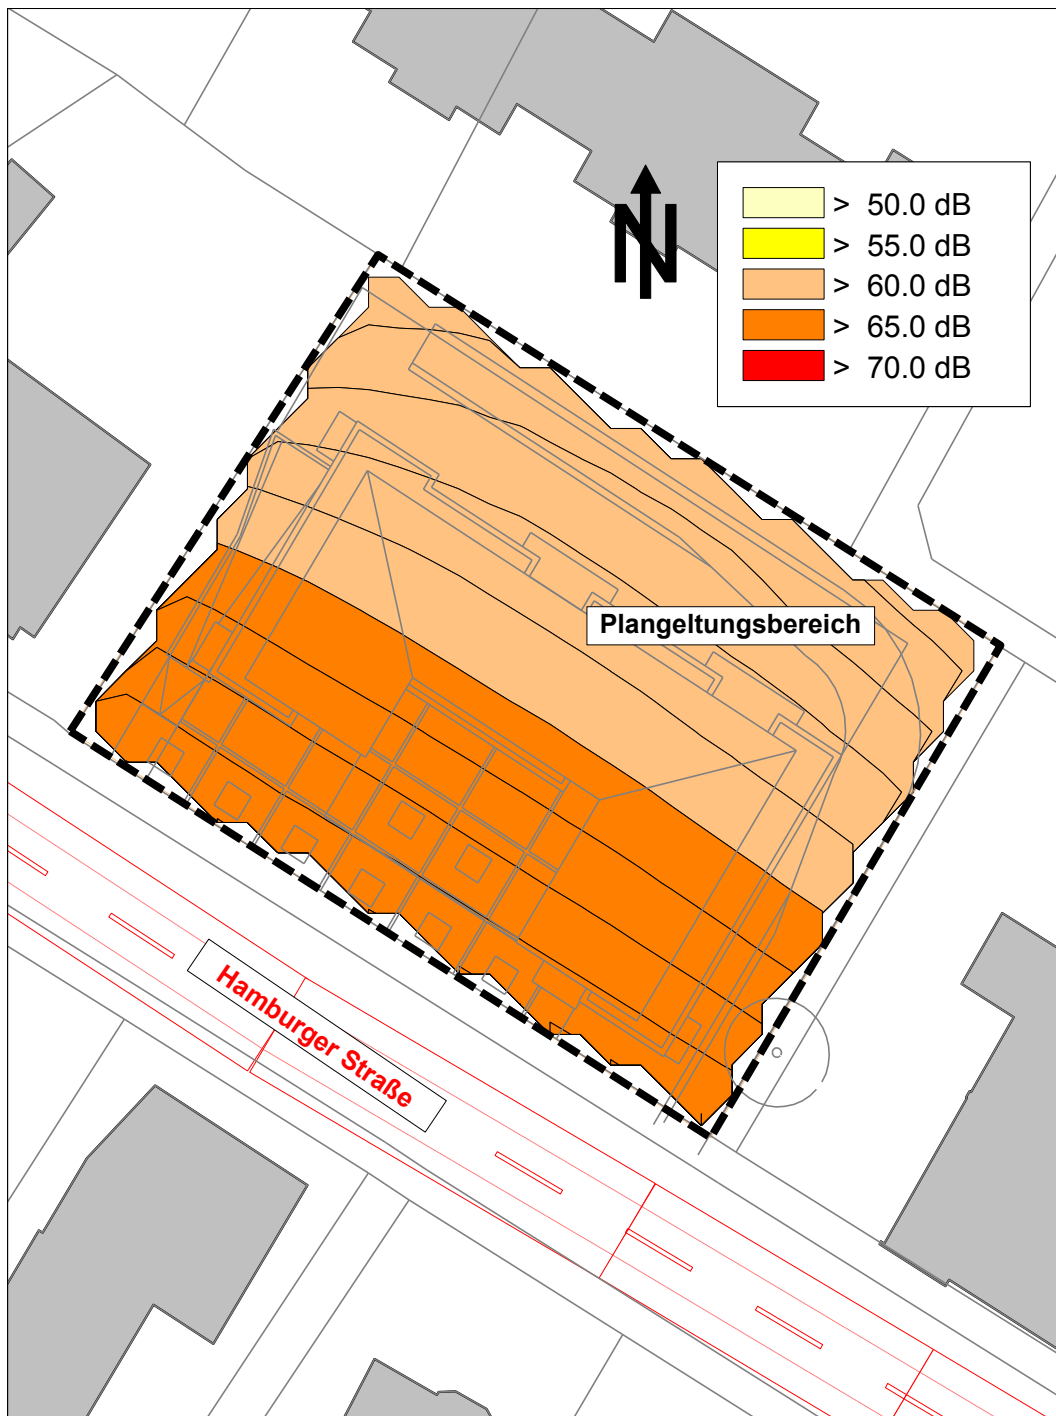 N
> 50.0 dB
> 55.0 dB
> 60.0 dB
> 65.0 dB
> 70.0 dB
Plangeltungsbereich
Hamburger Straße